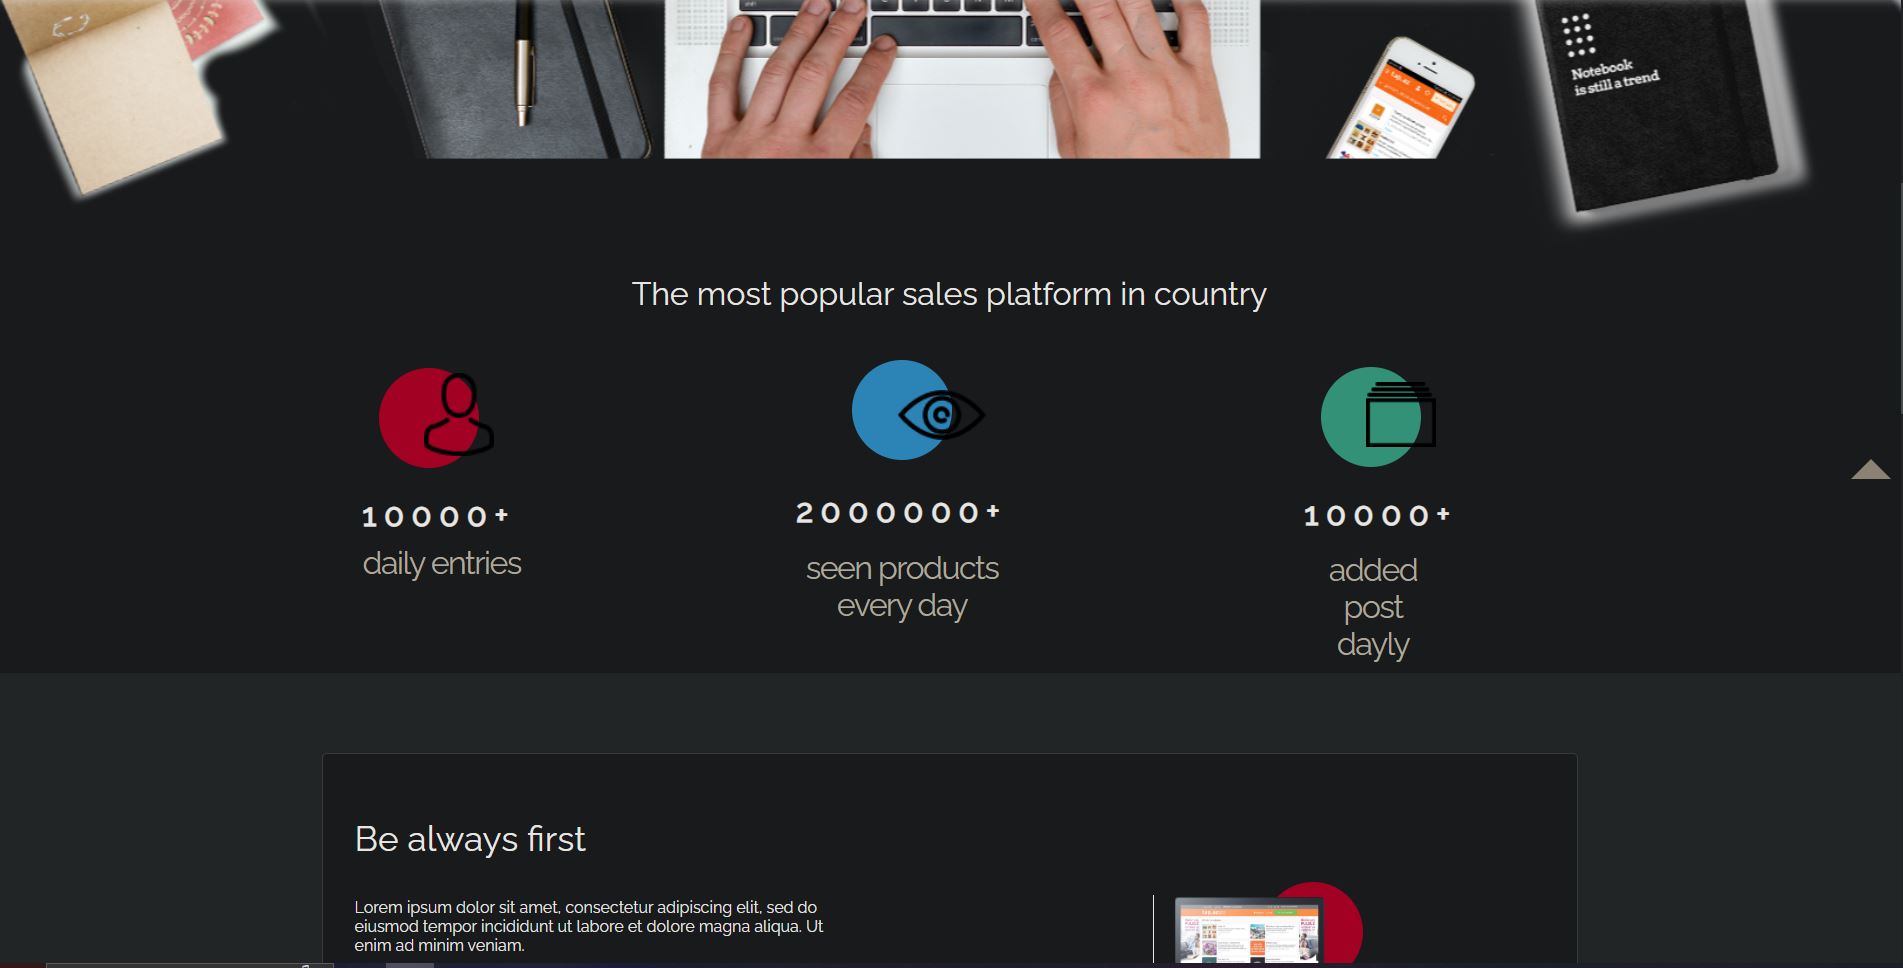 Notebook
is still a trend
The most popular sales platform in country
10000+
daily entries
2000000+
seen products
every day
10000+
added
post
dayly
Be always first
Lorem ipsum dolor sit amet, consectetur adipiscing elit, sed do
eiusmod tempor incididunt ut labore et dolore magna aliqua. Ut
enim ad minim veniam.